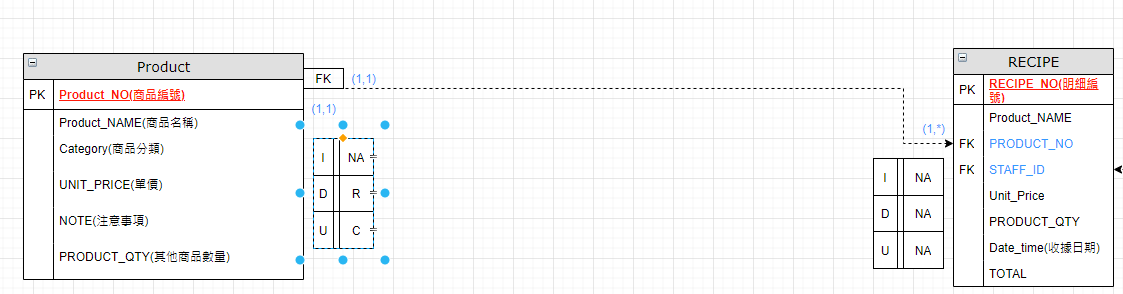 Product
PK
Product_NO(商品編號)
Product_NAME(商品名稱)
Category(商品分類)
UNIT_PRICE(單價)
NOTE(注意事項)
PRODUCT_QTY(其他商品數量)
FK
(1,1)
(1,1)
I NA
D R
U C
(1,*)
I NA
D NA
U NA
RECIPE
PK
RECIPE_NO(明細編
號)
Product_NAME
FK PRODUCT_NO
FK STAFF_ID
Unit_Price
PRODUCT_QTY
Date_time(收據日期)
TOTAL